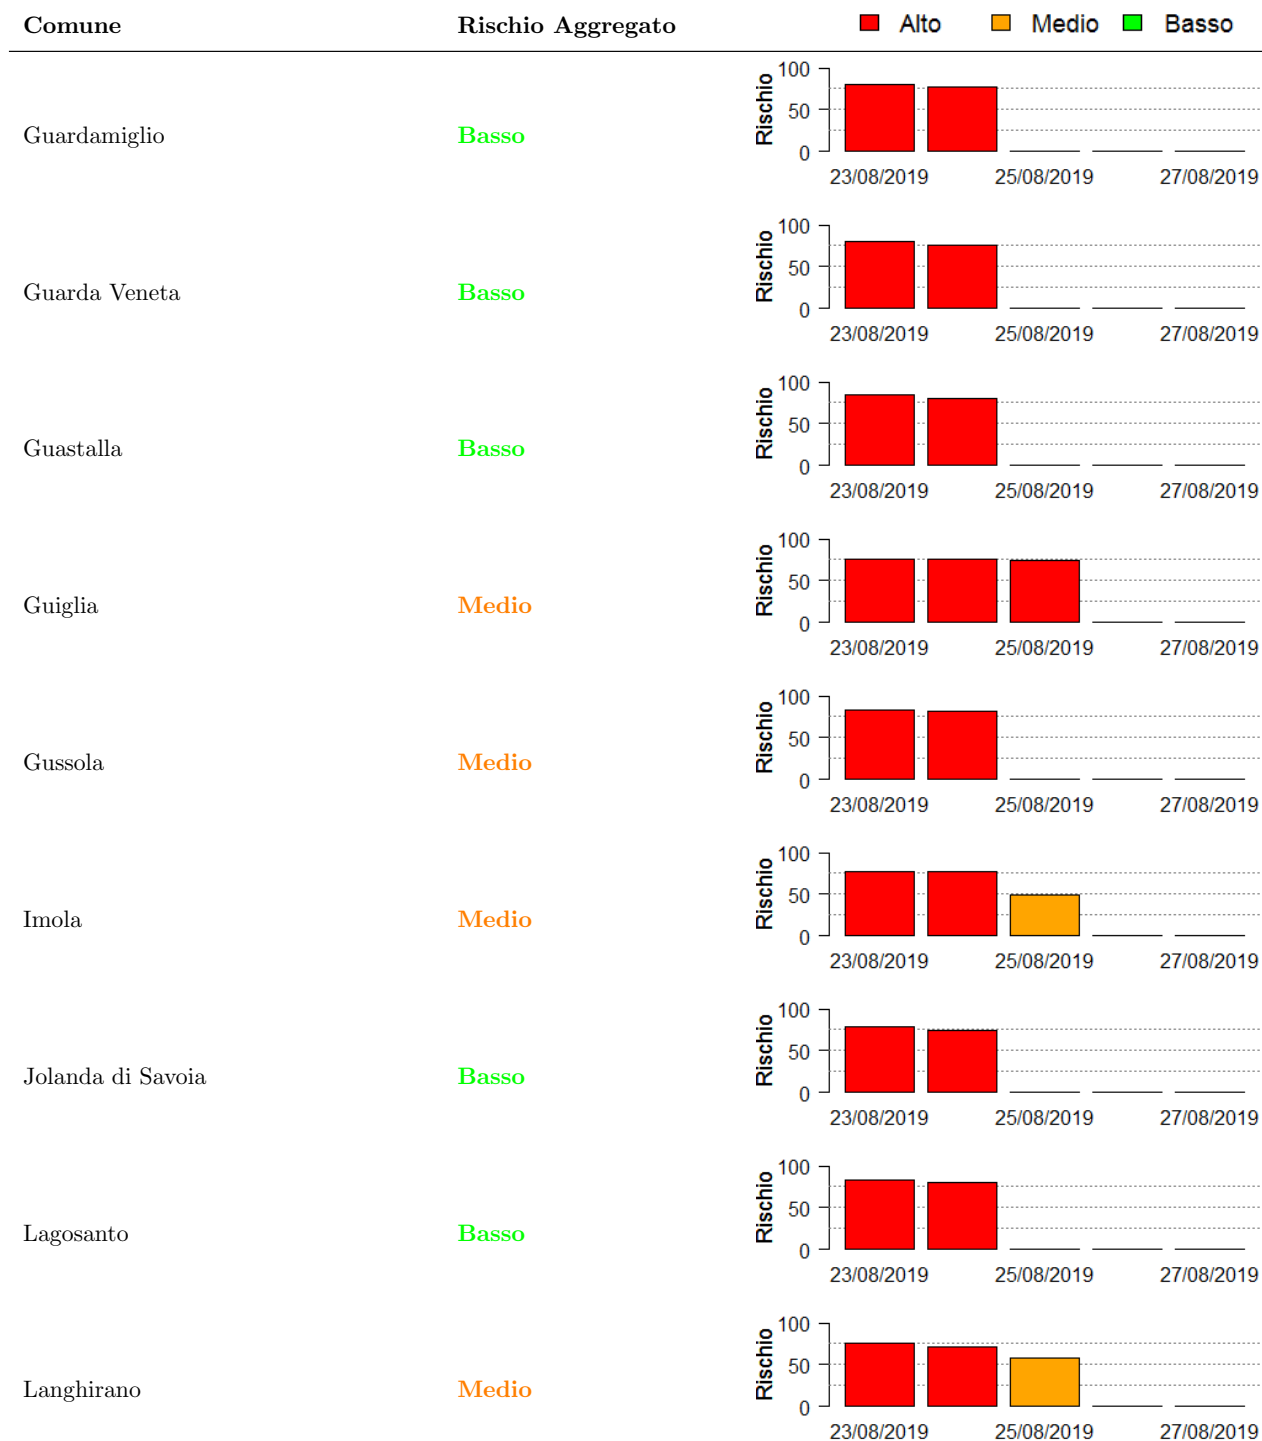 Comune Rischio Aggregato Alto Medio Basso
Guardamiglio Basso Rischio 100 50 0
23/08/2019 25/08/2019 27/08/2019
Guarda Veneta Basso Rischio 100 50 0
23/08/2019 25/08/2019 27/08/2019
Guastalla Basso Rischio 100 50 0
23/08/2019 25/08/2019 27/08/2019
Guiglia Medio Rischio 100 50 0
23/08/2019 25/08/2019 27/08/2019
Gussola Medio Rischio 100 50 0
23/08/2019 25/08/2019 27/08/2019
Imola Medio Rischio 100 50 0
23/08/2019 25/08/2019 27/08/2019
Jolanda di Savoia Basso Rischio 100 50 0
23/08/2019 25/08/2019 27/08/2019
Lagosanto Basso Rischio 100 50 0
23/08/2019 25/08/2019 27/08/2019
Langhirano Medio Rischio 100 50 0
23/08/2019 25/08/2019 27/08/2019